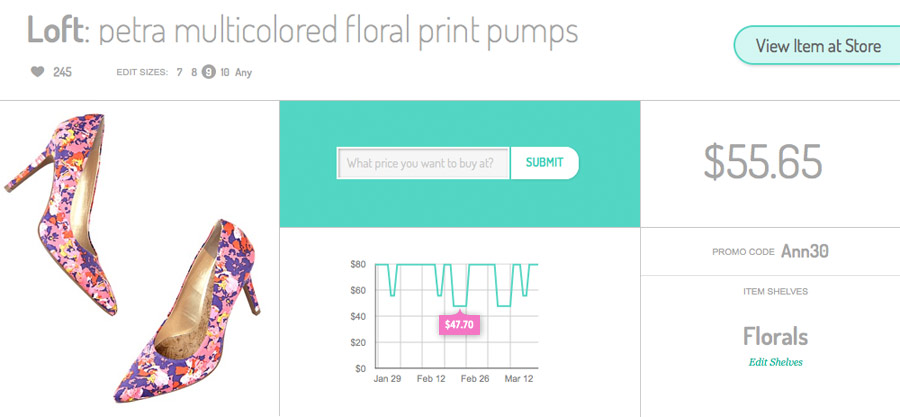 Loft: petra multicolored floral print pumps
View Item at Store
245
EDIT SIZES: 7 8 9 10 Any
What price you want to buy at?
SUBMIT
$55.65
PROMO CODE Ann30
ITEM SHELVES
Florals
Edit Shelves
$80
$60
$40
$20
$0
$47.70
Jan 29 Feb 12 Feb 26 Mar 12